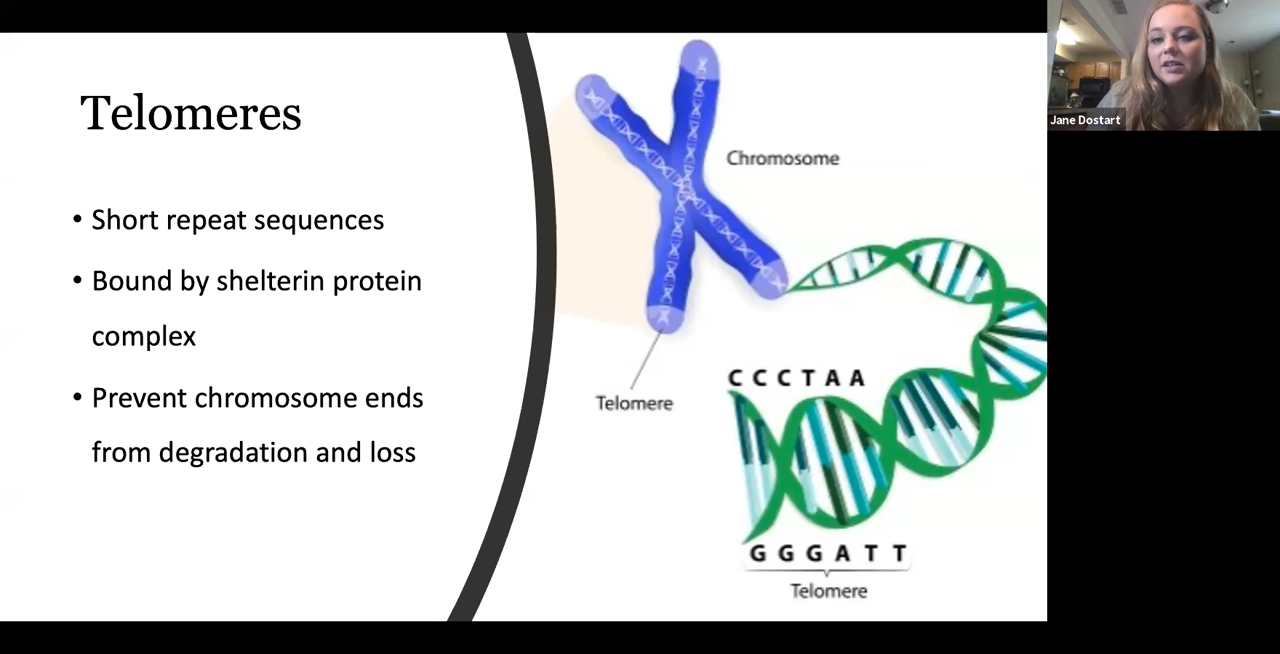 Telomeres
• Short repeat sequences
• Bound by shelterin protein
complex
• Prevent chromosome ends
from degradation and loss
Chromosome
Telomere
CCCTAA
GGGATT
Telomere
Jane Dostart